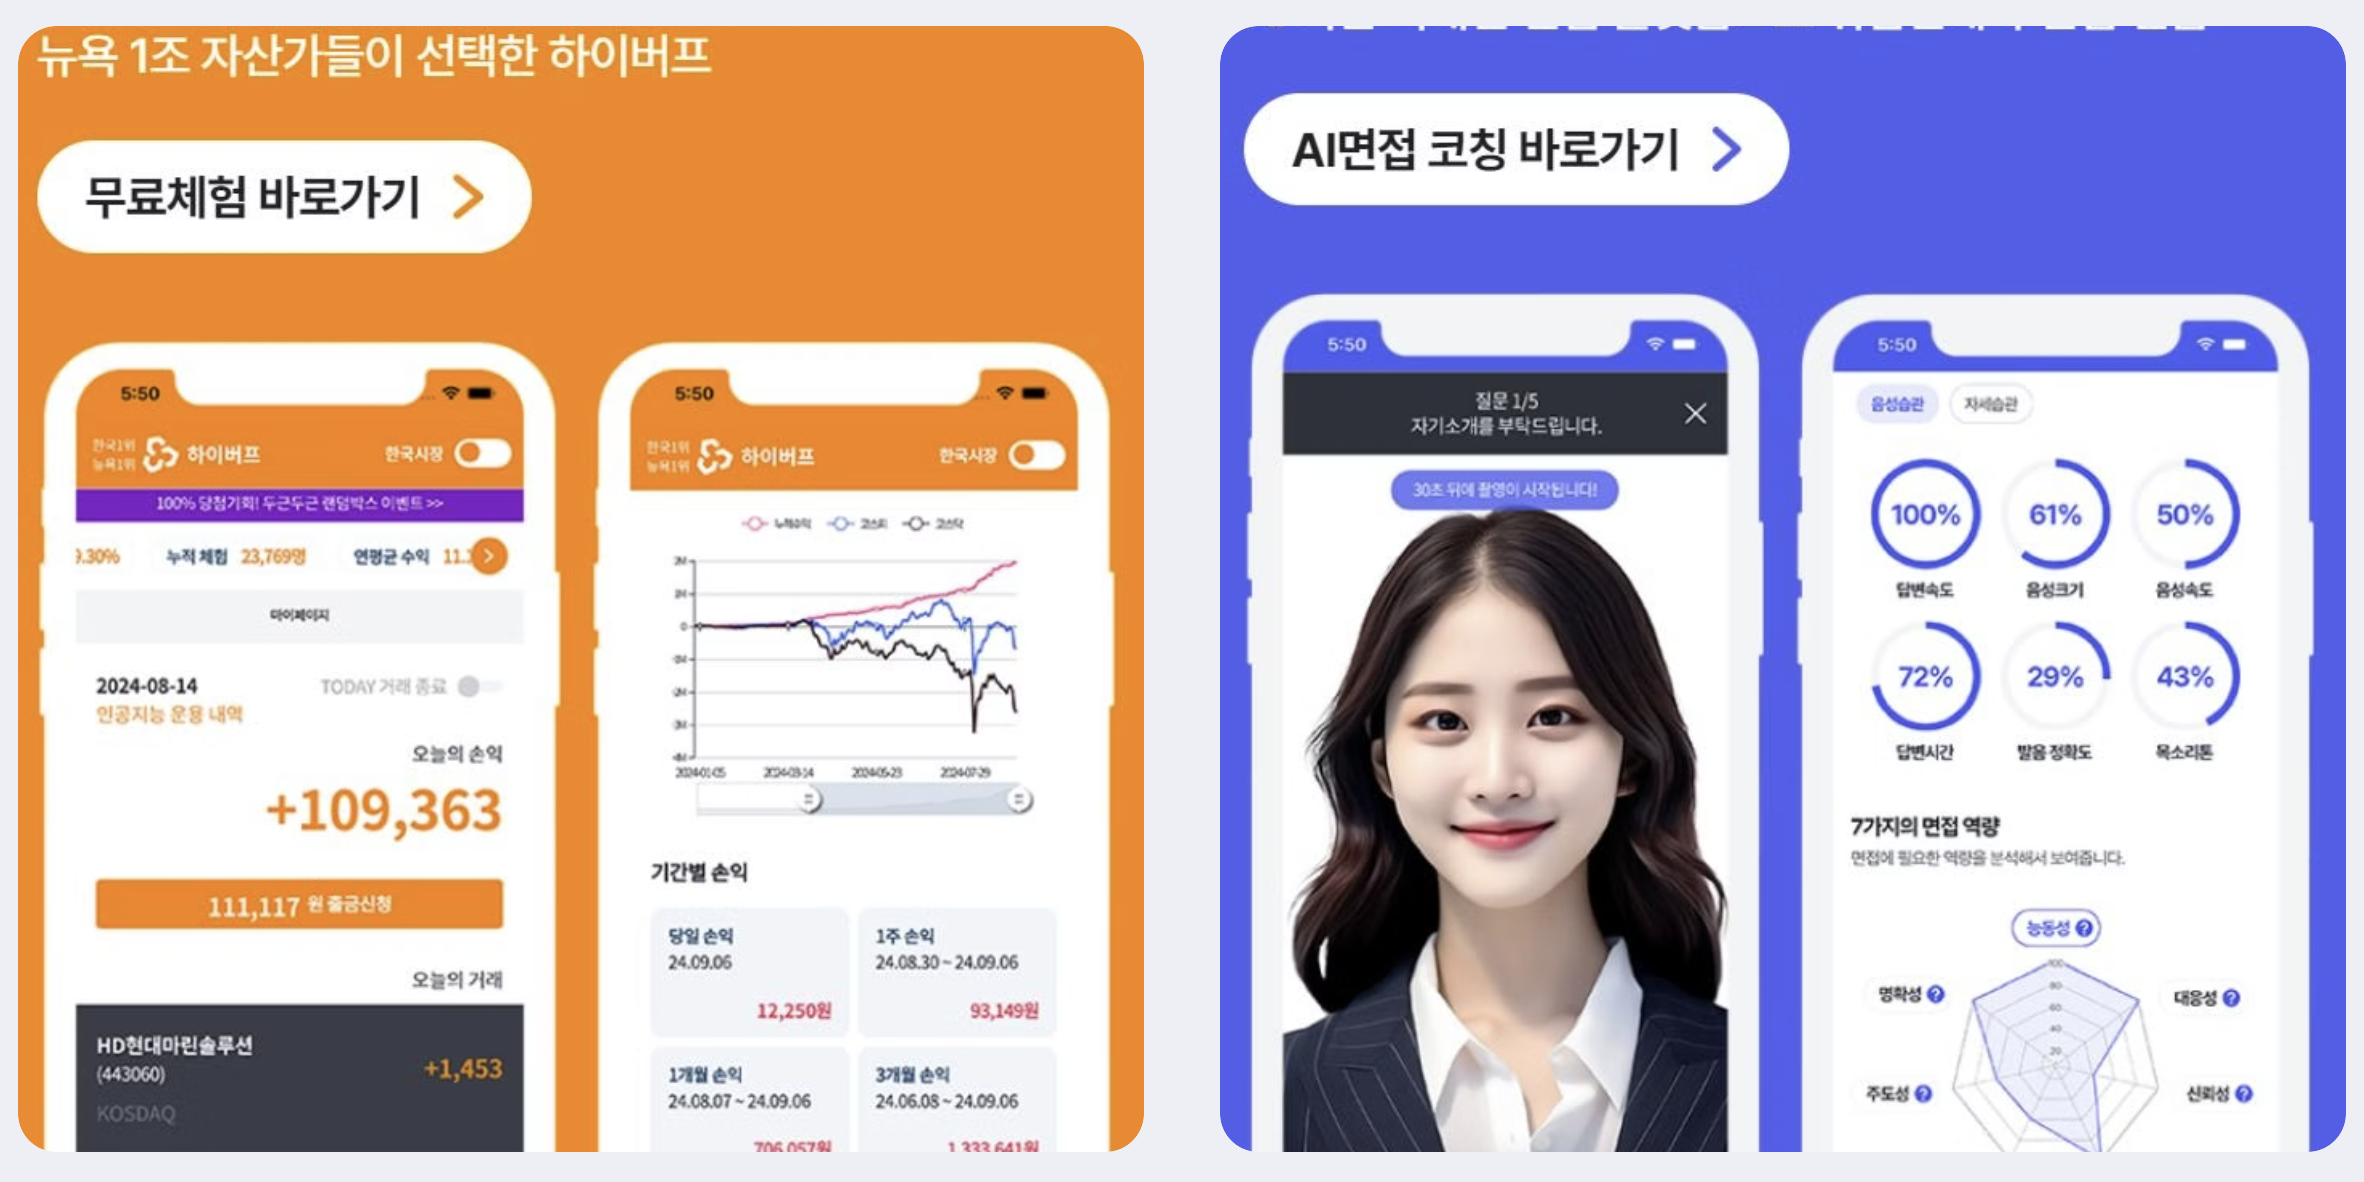 뉴욕 1조 자산가들이 선택한 하이버프
무료체험 바로가기
5:50
한국1위
뉴욕1위
하이버프
한국시장
100% 당첨기회! 두근두근 랜덤박스 이벤트 >>
9.30%
누적 체험 23,769명
연평균 수익 11.
마이페이지
2024-08-14
TODAY 거래 종료
인공지능 운용 내역
오늘의 손익
+109,363
111,117 원 출금신청
오늘의 거래
HD현대마린솔루션
(443060)
+1,453
KOSDAQ
5:50
한국1위
뉴욕1위
하이버프
한국시장
누적수익 코스피 코스닥
2M
1M
0
-1M
-2M
-3M
-4M
2024-01-05 2024-03-14 2024-05-23 2024-07-29
기간별 손익
당일 손익
24.09.06
12,250원
1주 손익
24.08.30 ~ 24.09.06
93,149원
1개월 손익
24.08.07 ~ 24.09.06
706,057원
3개월 손익
24.06.08 ~ 24.09.06
1,333,641원
AI면접 코칭 바로가기
5:50
질문 1/5
자기소개를 부탁드립니다.
30초 뒤에 촬영이 시작됩니다!
5:50
음성습관 자세습관
100% 61% 50%
답변속도 음성크기 음성속도
72% 29% 43%
답변시간 발음 정확도 목소리톤
7가지의 면접 역량
면접에 필요한 역량을 분석해서 보여줍니다.
능동성 ?
100
80
60
40
20
명확성 ?
대응성 ?
주도성 ?
신뢰성 ?